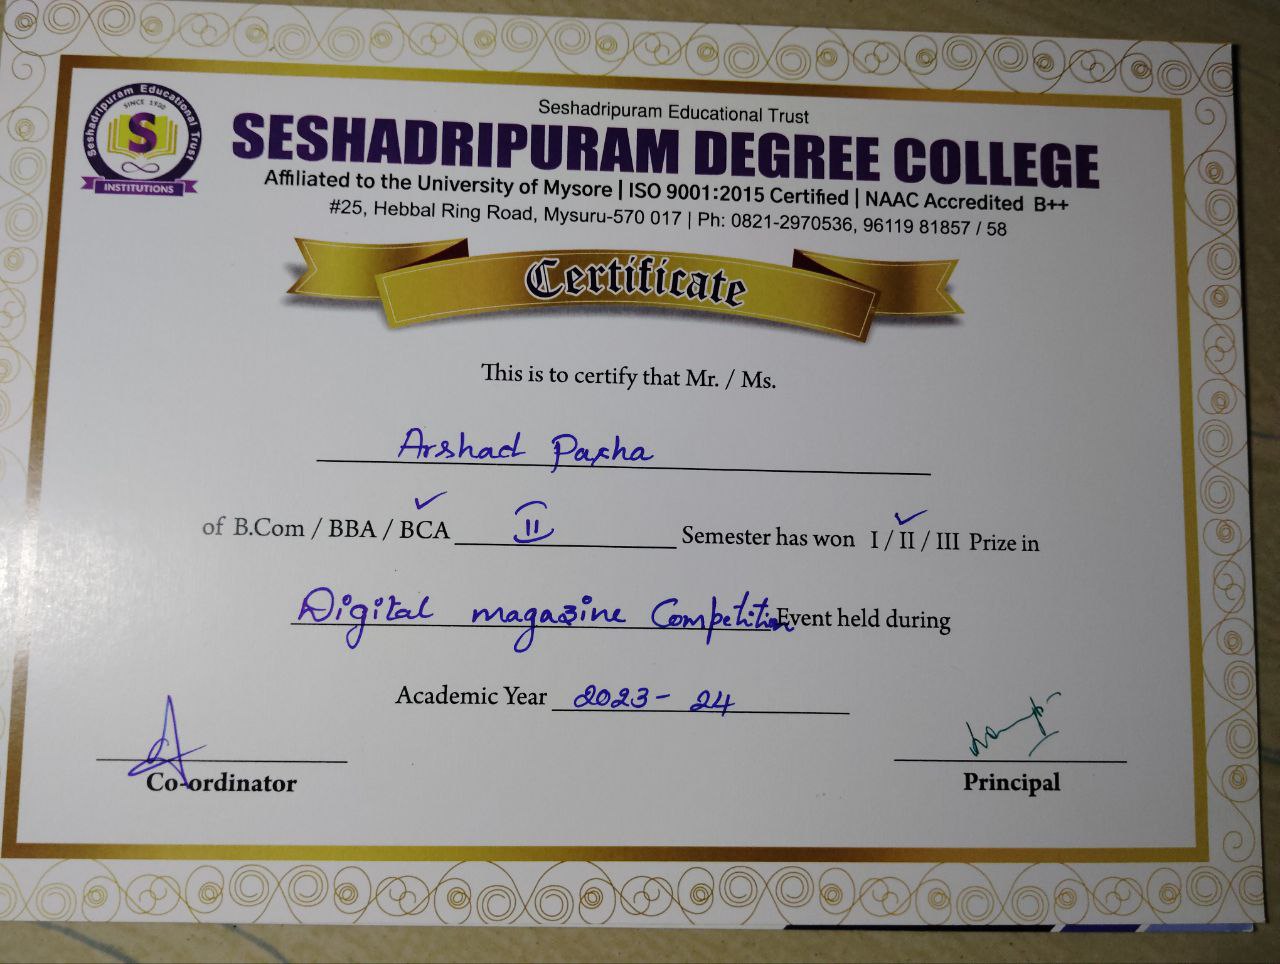 Seshadripuram Educational Trust
SINCE 1930
S
INSTITUTIONS
Seshadripuram Educational Trust
SESHADRIPURAM DEGREE COLLEGE
Affiliated to the University of Mysore | ISO 9001:2015 Certified | NAAC Accredited B++
#25, Hebbal Ring Road, Mysuru-570 017 | Ph: 0821-2970536, 96119 81857 / 58
Certificate
This is to certify that Mr. / Ms.
Arshad Pasha
of B.Com / BBA / BCA II Semester has won I / II / III Prize in
Digital magazine Competition Event held during
Academic Year 2023 - 24
Co-ordinator
Principal